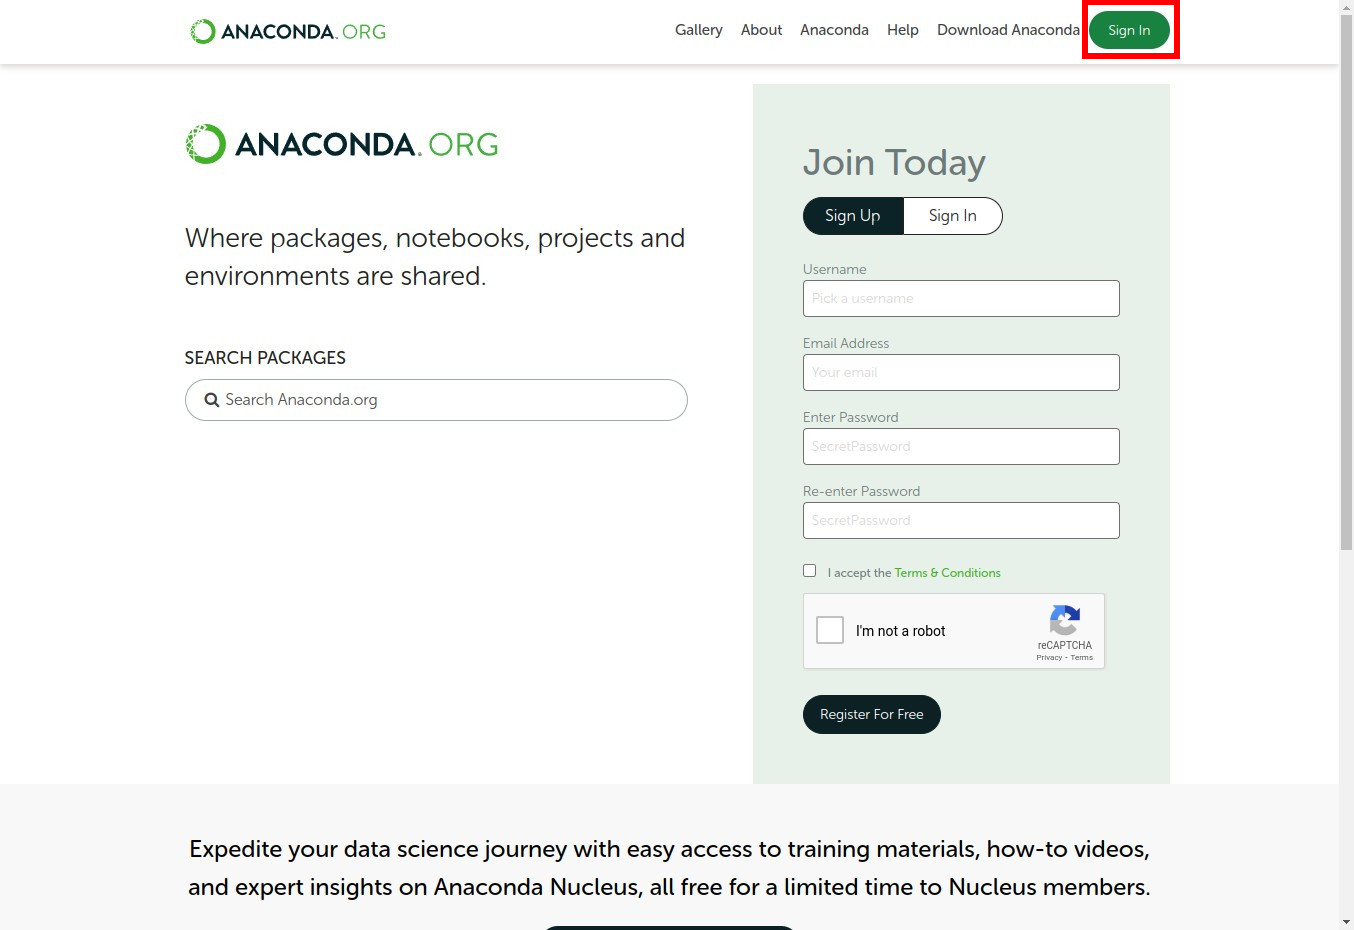 ANACONDA.ORG
Gallery About Anaconda Help Download Anaconda Sign In
ANACONDA.ORG
Where packages, notebooks, projects and
environments are shared.
SEARCH PACKAGES
Search Anaconda.org
Join Today
Sign Up Sign In
Username
Pick a username
Email Address
Your email
Enter Password
SecretPassword
Re-enter Password
SecretPassword
I accept the Terms & Conditions
I'm not a robot
reCAPTCHA
Privacy - Terms
Register For Free
Expedite your data science journey with easy access to training materials, how-to videos,
and expert insights on Anaconda Nucleus, all free for a limited time to Nucleus members.